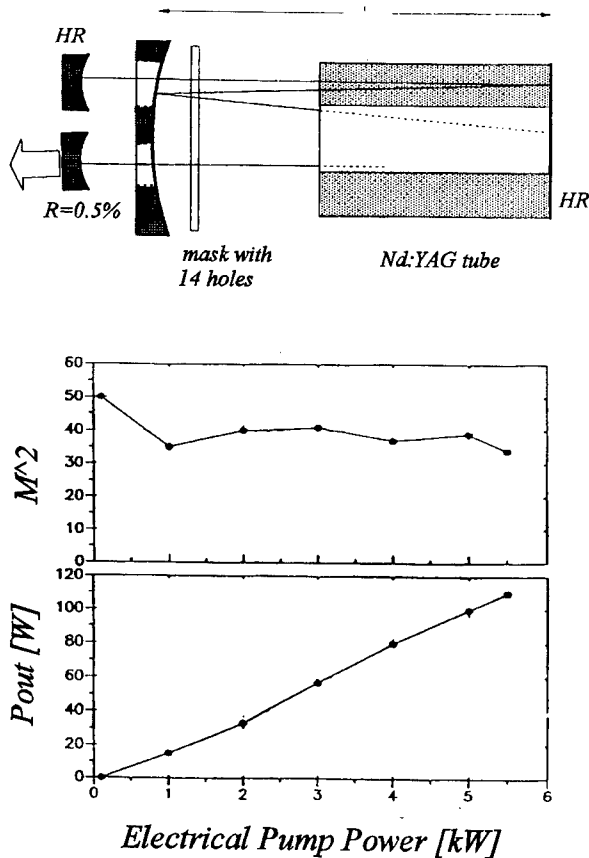 HR
R=0.5%
mask with
14 holes
Nd:YAG tube
HR
60
50
40
30
20
10
0
M^2
120
100
80
60
40
20
0
Pout [W]
0 1 2 3 4 5 6
Electrical Pump Power [kW]